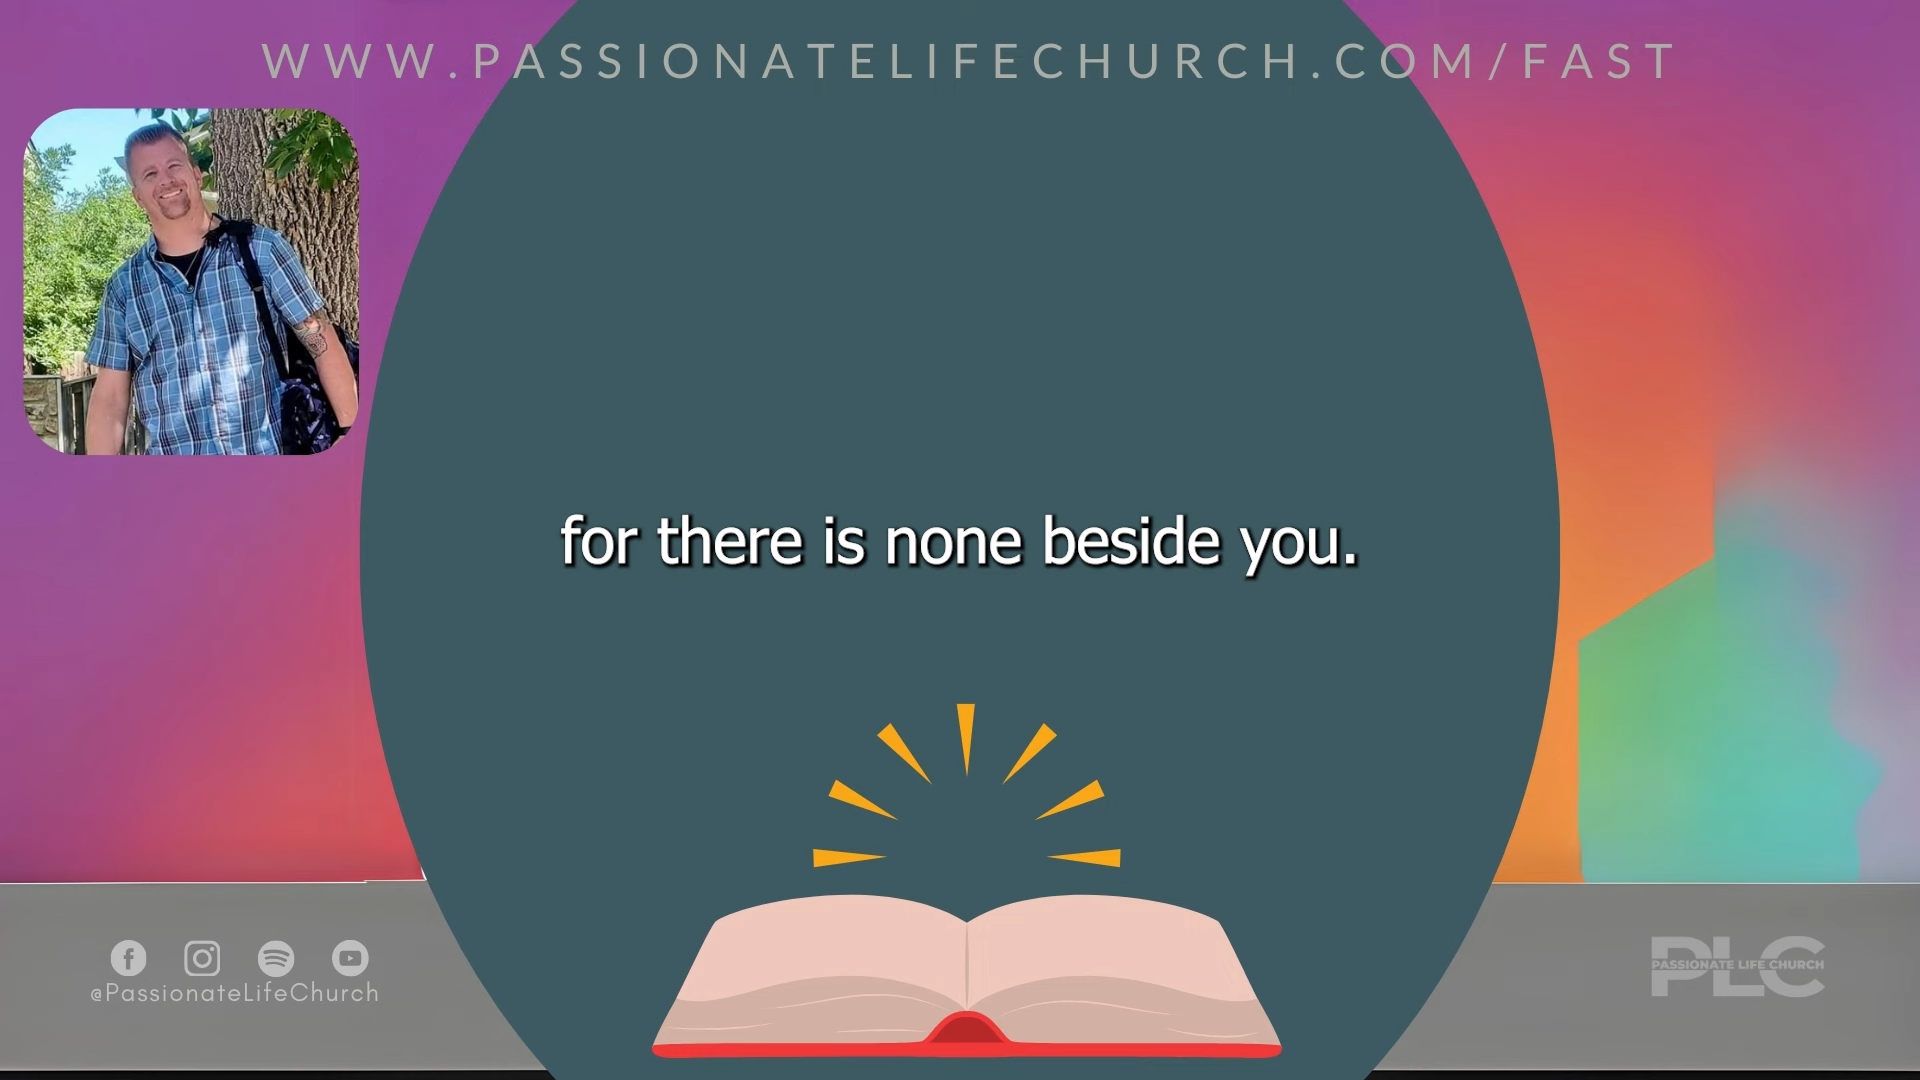 WWW.PASSIONATELIFECHURCH.COM/FAST
for there is none beside you.
@PassionateLifeChurch
PLC
PASSIONATE LIFE CHURCH